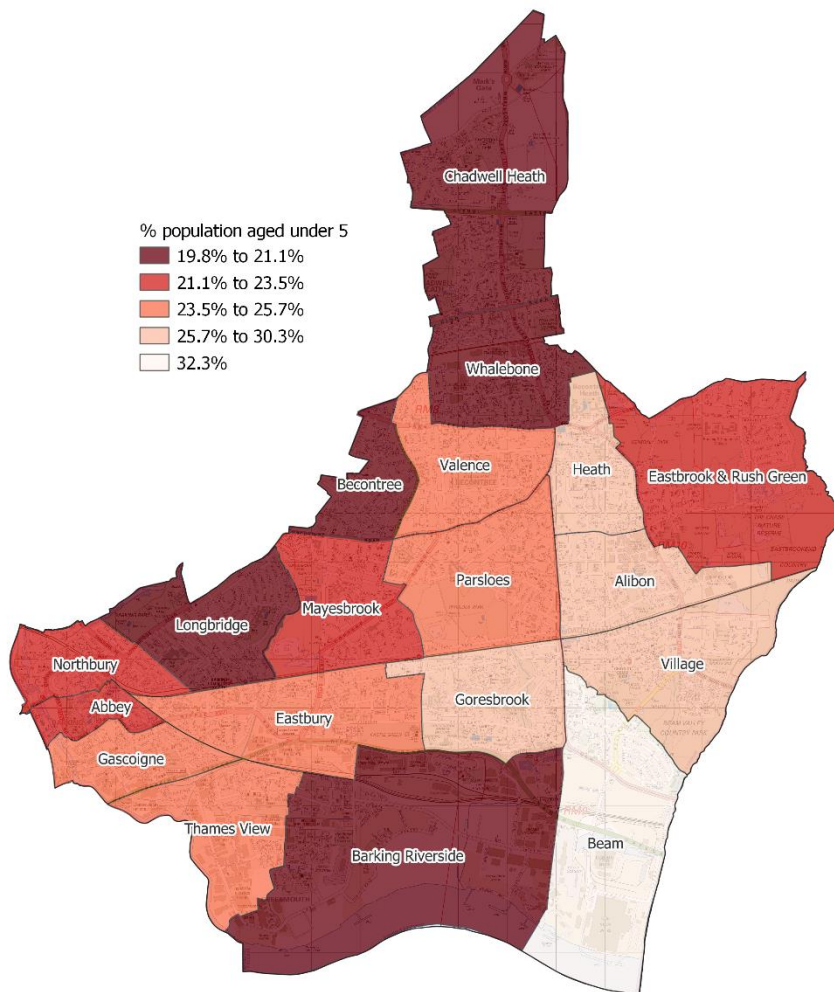 Chadwell Heath
% population aged under 5
19.8% to 21.1%
21.1% to 23.5%
23.5% to 25.7%
25.7% to 30.3%
32.3%
Whalebone
Valence
Heath
Eastbrook & Rush Green
Becontree
Parsloes
Alibon
Mayesbrook
Longbridge
Northbury
Village
Abbey
Goresbrook
Eastbury
Gascoigne
Thames View
Barking Riverside
Beam